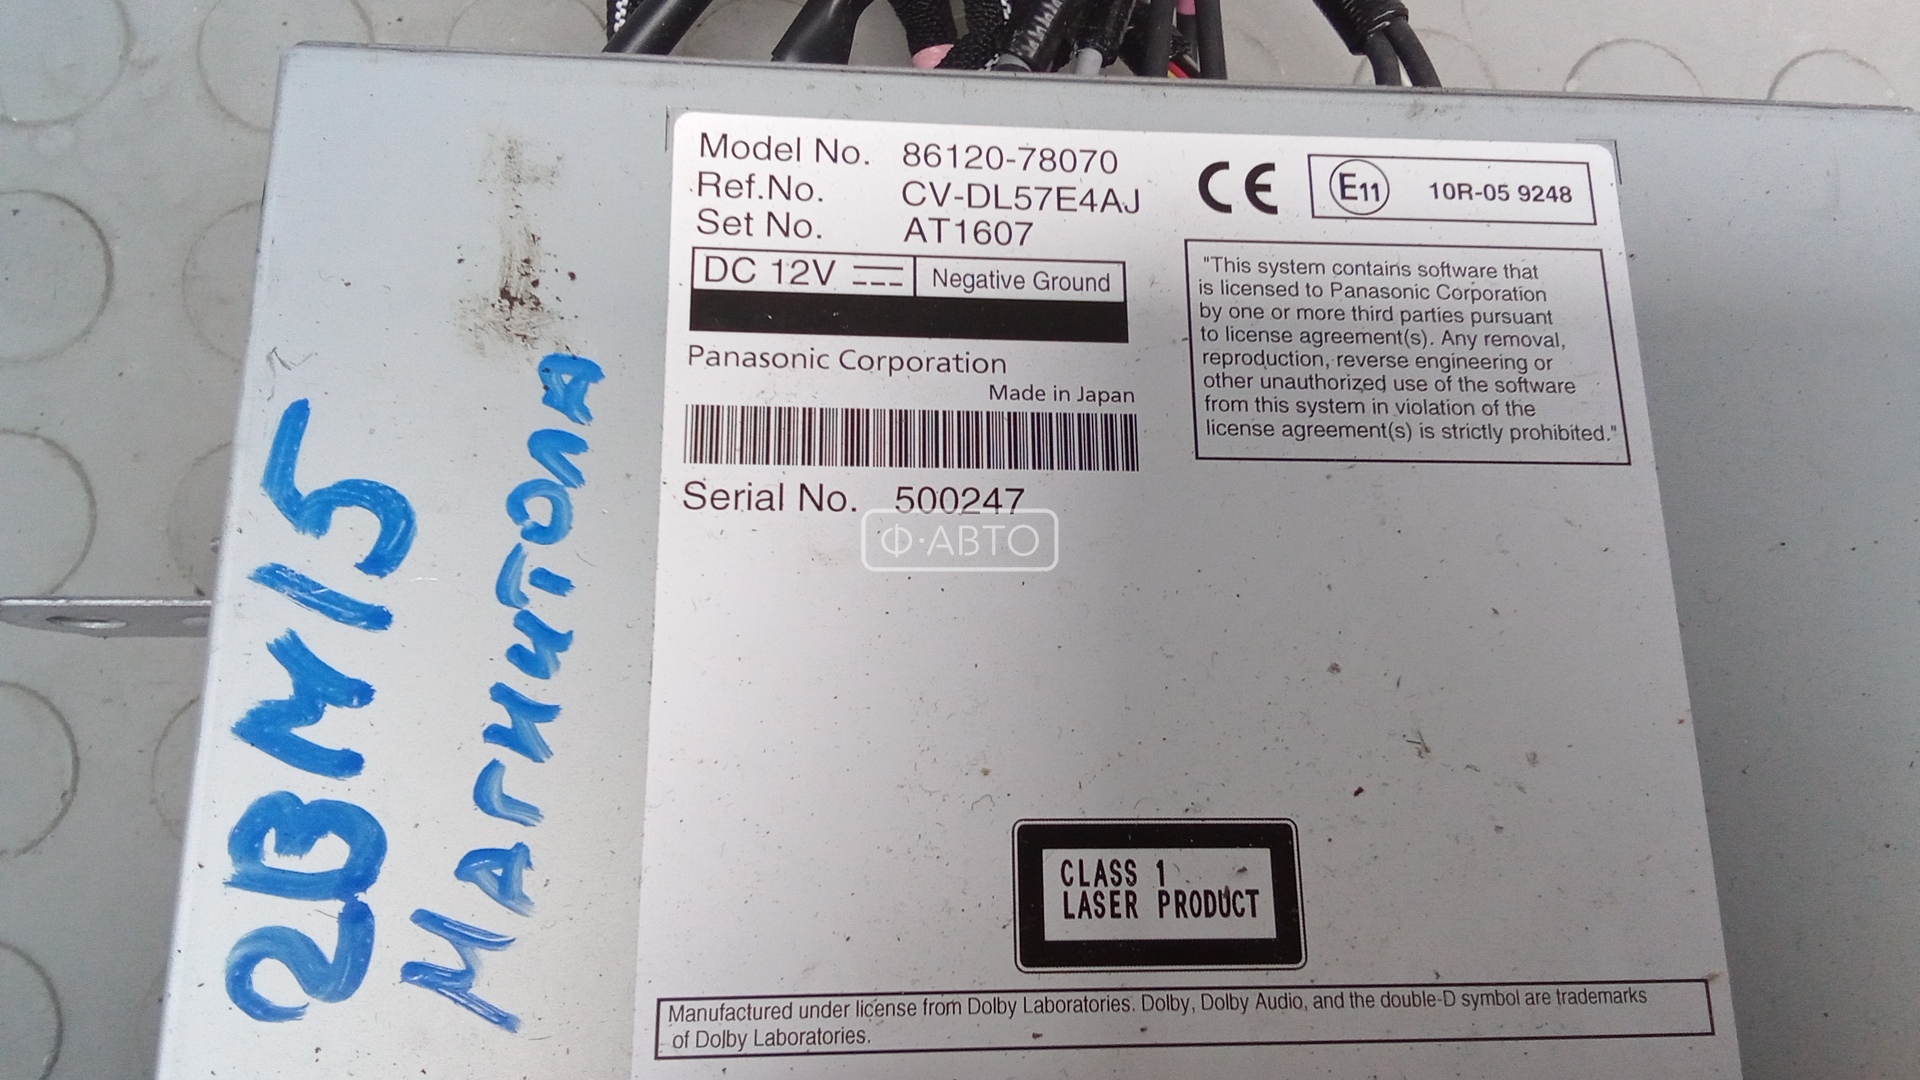 Model No. 86120-78070
Ref.No. CV-DL57E4AJ
Set No. AT1607
DC 12V Negative Ground
Panasonic Corporation
Made in Japan
Serial No. 500247
CE
E11 10R-05 9248
"This system contains software that
is licensed to Panasonic Corporation
by one or more third parties pursuant
to license agreement(s). Any removal,
reproduction, reverse engineering or
other unauthorized use of the software
from this system in violation of the
license agreement(s) is strictly prohibited."
Ф·АВТО
CLASS 1
LASER PRODUCT
Manufactured under license from Dolby Laboratories. Dolby, Dolby Audio, and the double-D symbol are trademarks
of Dolby Laboratories.
2BM15
МАГНИТОЛА